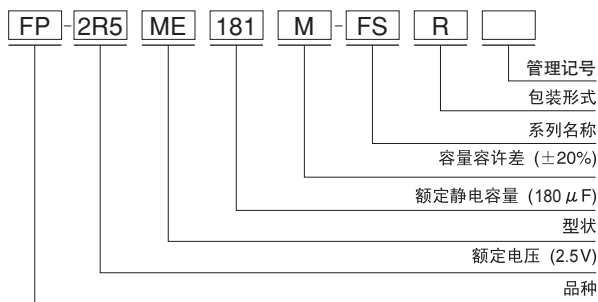 FP-2R5 ME 181 M-FS R
管理记号
包装形式
系列名称
容量容许差 (±20%)
额定静电容量 (180μF)
型状
额定电压 (2.5V)
品种